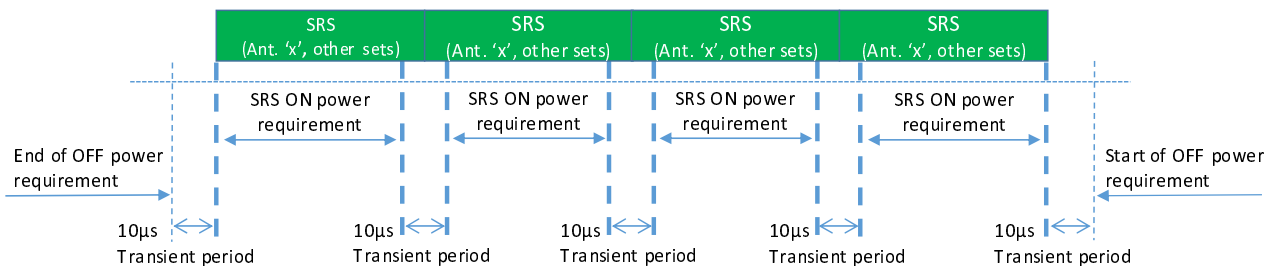 SRS
(Ant. ‘x’, other sets)
SRS
(Ant. ‘x’, other sets)
SRS
(Ant. ‘x’, other sets)
SRS
(Ant. ‘x’, other sets)
SRS ON power
requirement
SRS ON power
requirement
SRS ON power
requirement
SRS ON power
requirement
End of OFF power
requirement
Start of OFF power
requirement
10µs
Transient period
10µs
Transient period
10µs
Transient period
10µs
Transient period
10µs
Transient period